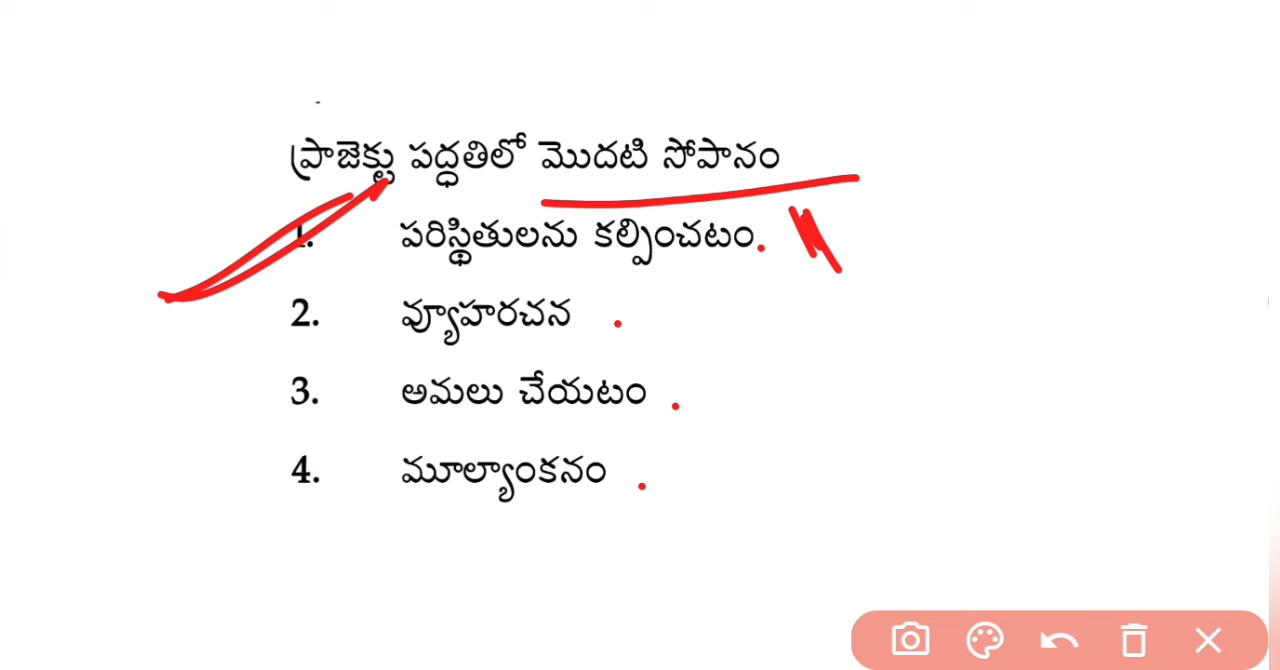 ప్రాజెక్టు పద్ధతిలో మొదటి సోపానం
1. పరిస్థితులను కల్పించటం.
2. వ్యూహరచన
3. అమలు చేయటం
4. మూల్యాంకనం